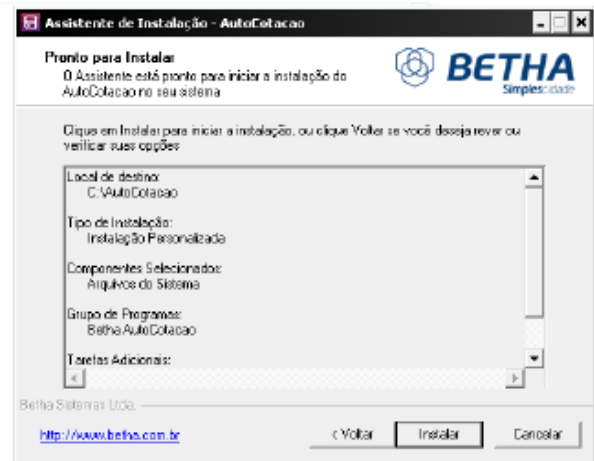 Assistente de Instalação - AutoCotacao
Pronto para Instalar
O Assistente está pronto para iniciar a instalação do
AutoCotacao no seu sistema
BETHA
Simplescidade
Clique em Instalar para iniciar a instalação, ou clique Voltar se você deseja rever ou
verificar suas opções
Local de destino:
C:\AutoCotacao
Tipo de Instalação:
Instalação Personalizada
Componentes Selecionados:
Arquivos do Sistema
Grupo de Programas:
Betha AutoCotacao
Tarefas Adicionais:
Betha Sistemas Ltda.
http://www.betha.com.br
< Voltar
Instalar
Cancelar